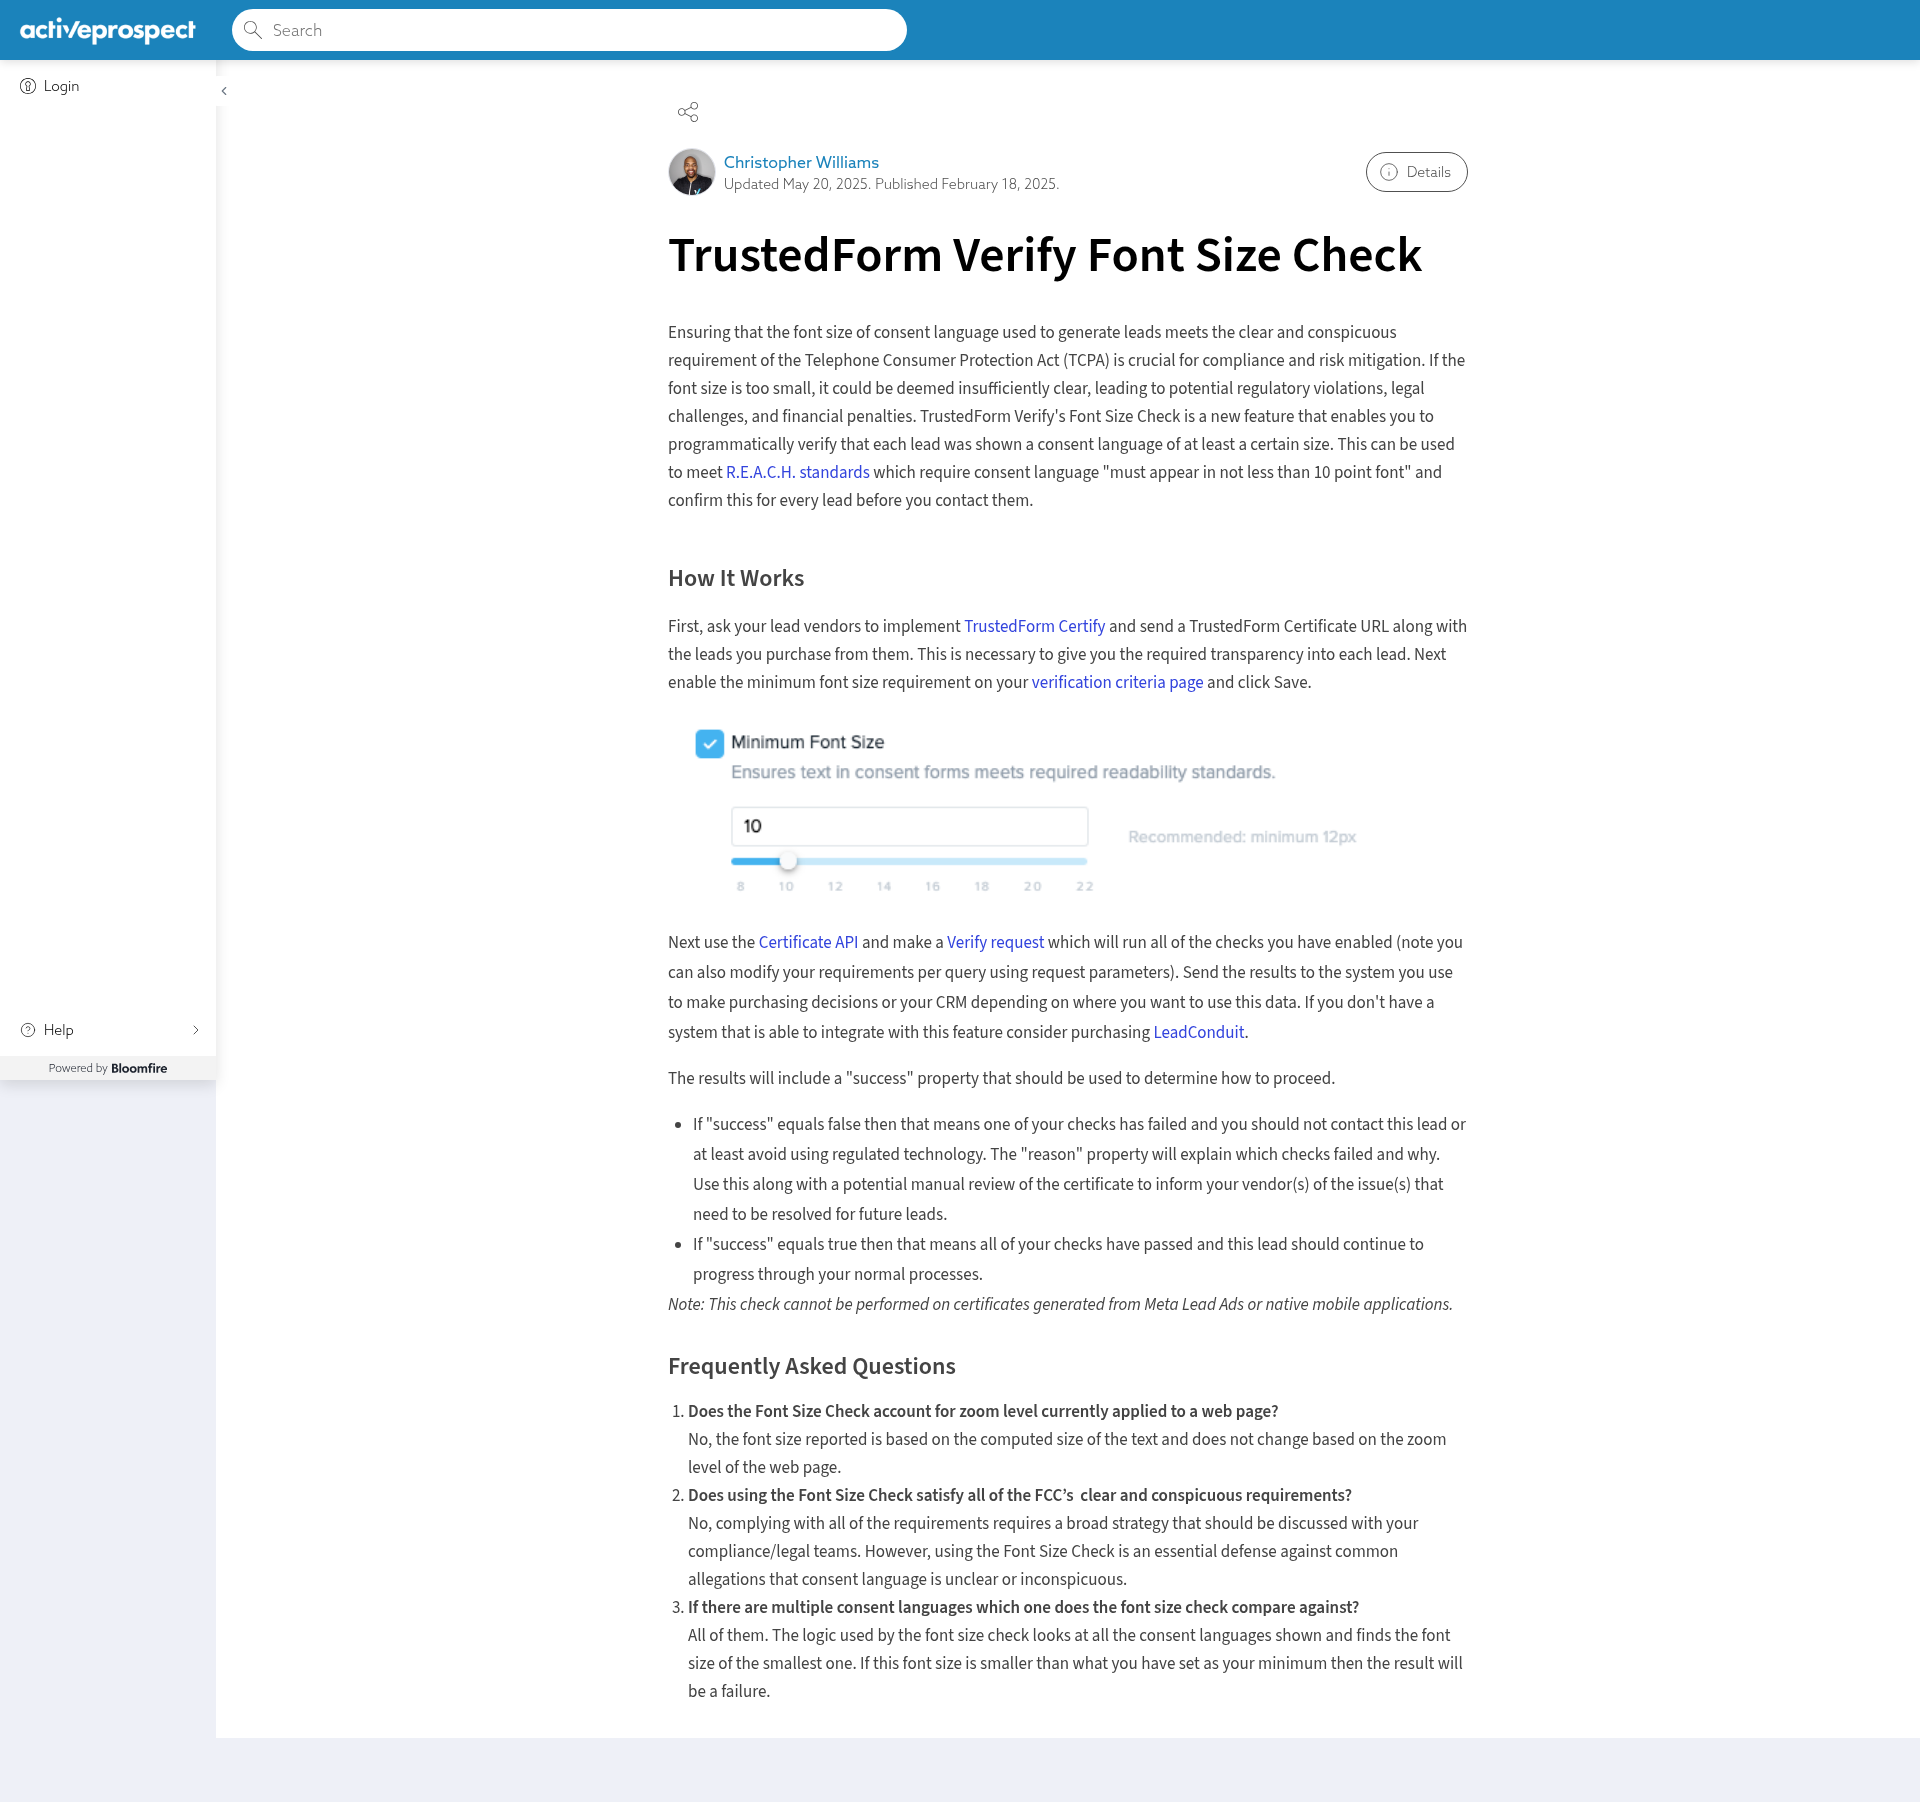 activeprospect
Search
Login
Christopher Williams
Updated May 20, 2025. Published February 18, 2025.
Details
TrustedForm Verify Font Size Check
Ensuring that the font size of consent language used to generate leads meets the clear and conspicuous
requirement of the Telephone Consumer Protection Act (TCPA) is crucial for compliance and risk mitigation. If the
font size is too small, it could be deemed insufficiently clear, leading to potential regulatory violations, legal
challenges, and financial penalties. TrustedForm Verify's Font Size Check is a new feature that enables you to
programmatically verify that each lead was shown a consent language of at least a certain size. This can be used
to meet R.E.A.C.H. standards which require consent language "must appear in not less than 10 point font" and
confirm this for every lead before you contact them.
How It Works
First, ask your lead vendors to implement TrustedForm Certify and send a TrustedForm Certificate URL along with
the leads you purchase from them. This is necessary to give you the required transparency into each lead. Next
enable the minimum font size requirement on your verification criteria page and click Save.
Minimum Font Size
Ensures text in consent forms meets required readability standards.
10
Recommended: minimum 12px
8 10 12 14 16 18 20 22
Next use the Certificate API and make a Verify request which will run all of the checks you have enabled (note you
can also modify your requirements per query using request parameters). Send the results to the system you use
to make purchasing decisions or your CRM depending on where you want to use this data. If you don't have a
system that is able to integrate with this feature consider purchasing LeadConduit.
The results will include a "success" property that should be used to determine how to proceed.
• If "success" equals false then that means one of your checks has failed and you should not contact this lead or
at least avoid using regulated technology. The "reason" property will explain which checks failed and why.
Use this along with a potential manual review of the certificate to inform your vendor(s) of the issue(s) that
need to be resolved for future leads.
• If "success" equals true then that means all of your checks have passed and this lead should continue to
progress through your normal processes.
Note: This check cannot be performed on certificates generated from Meta Lead Ads or native mobile applications.
Frequently Asked Questions
1. Does the Font Size Check account for zoom level currently applied to a web page?
No, the font size reported is based on the computed size of the text and does not change based on the zoom
level of the web page.
2. Does using the Font Size Check satisfy all of the FCC’s  clear and conspicuous requirements?
No, complying with all of the requirements requires a broad strategy that should be discussed with your
compliance/legal teams. However, using the Font Size Check is an essential defense against common
allegations that consent language is unclear or inconspicuous.
3. If there are multiple consent languages which one does the font size check compare against?
All of them. The logic used by the font size check looks at all the consent languages shown and finds the font
size of the smallest one. If this font size is smaller than what you have set as your minimum then the result will
be a failure.
Help
Powered by Bloomfire